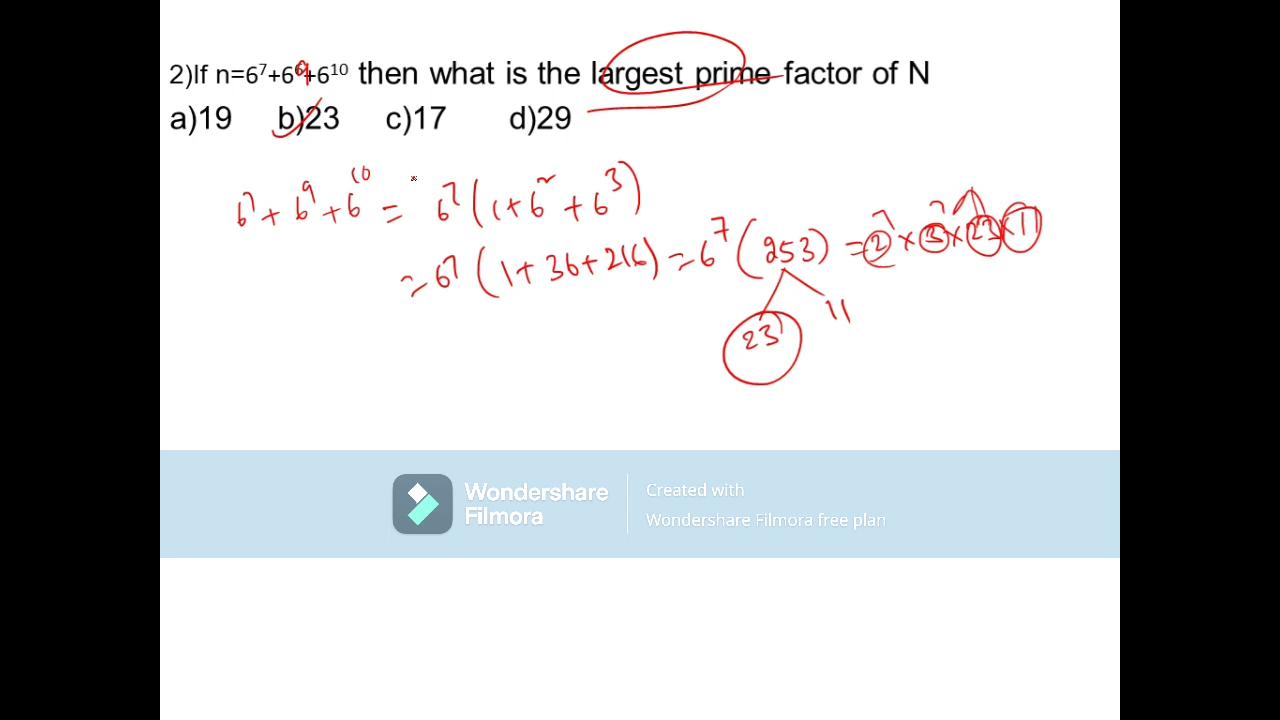 2)If n=6⁷+6⁹+6¹⁰ then what is the largest prime factor of N
a)19 b)23 c)17 d)29
6⁷ + 6⁹ + 6¹⁰ = 6⁷ (1+6² + 6³)
= 6⁷ (1+36+216) = 6⁷ (253) = 2⁷ × 3⁷ × 23 × 11
23 11
Wondershare Filmora
Created with
Wondershare Filmora free plan